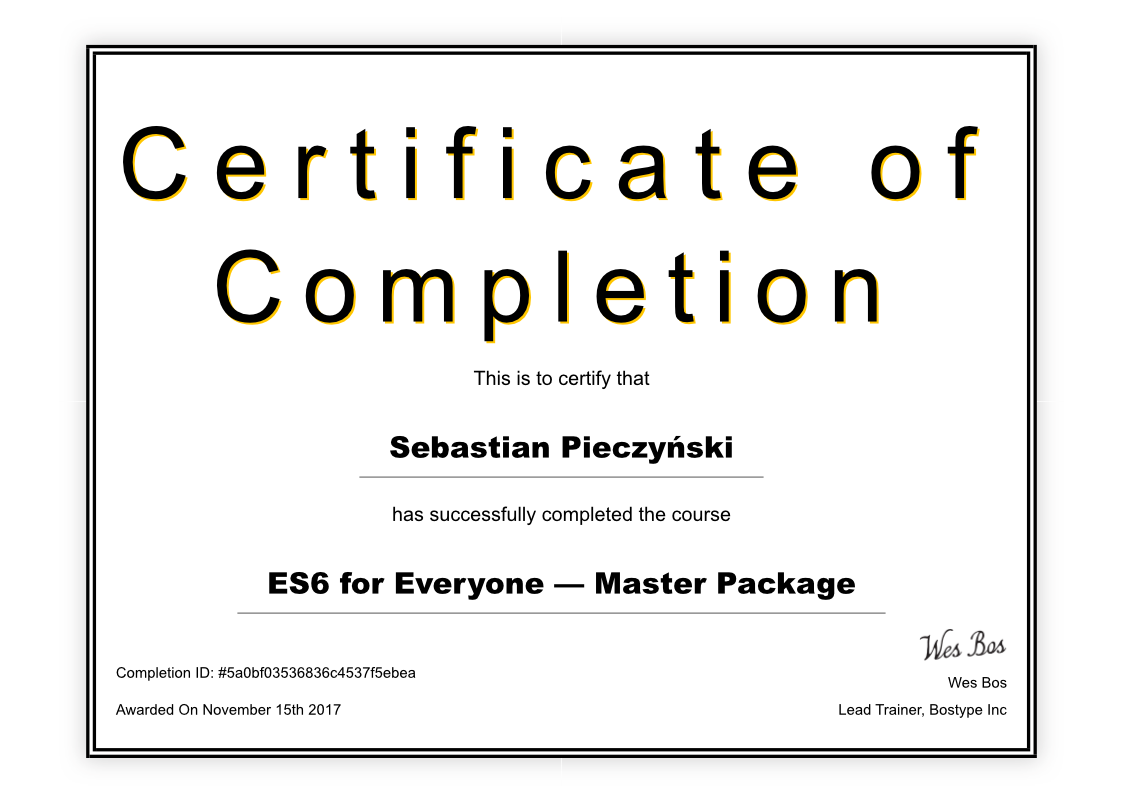 Certificate of
Completion
This is to certify that
Sebastian Pieczyński
has successfully completed the course
ES6 for Everyone — Master Package
Wes Bos
Completion ID: #5a0bf03536836c4537f5ebea
Wes Bos
Awarded On November 15th 2017
Lead Trainer, Bostype Inc